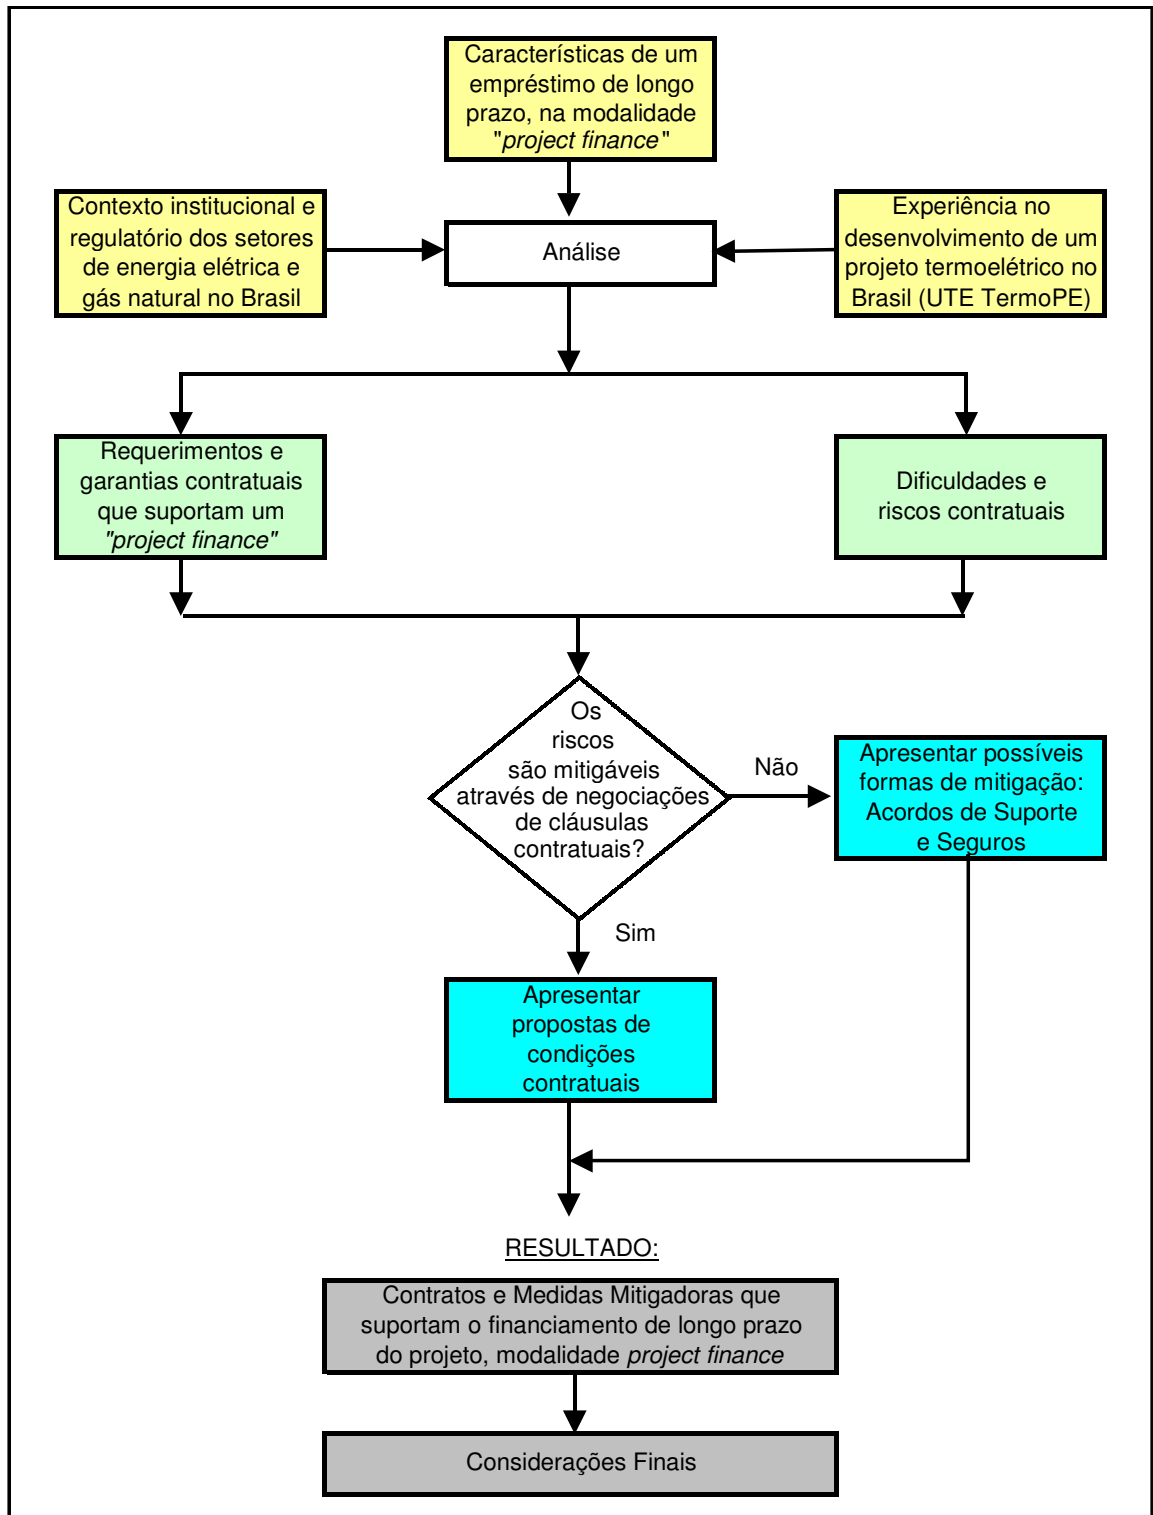 Características de um
empréstimo de longo
prazo, na modalidade
"project finance"
Contexto institucional e
regulatório dos setores
de energia elétrica e
gás natural no Brasil
Análise
Experiência no
desenvolvimento de um
projeto termoelétrico no
Brasil (UTE TermoPE)
Requerimentos e
garantias contratuais
que suportam um
"project finance"
Dificuldades e
riscos contratuais
Os
riscos
são mitigáveis
através de negociações
de cláusulas
contratuais?
Não
Apresentar possíveis
formas de mitigação:
Acordos de Suporte
e Seguros
Sim
Apresentar
propostas de
condições
contratuais
RESULTADO:
Contratos e Medidas Mitigadoras que
suportam o financiamento de longo prazo
do projeto, modalidade project finance
Considerações Finais